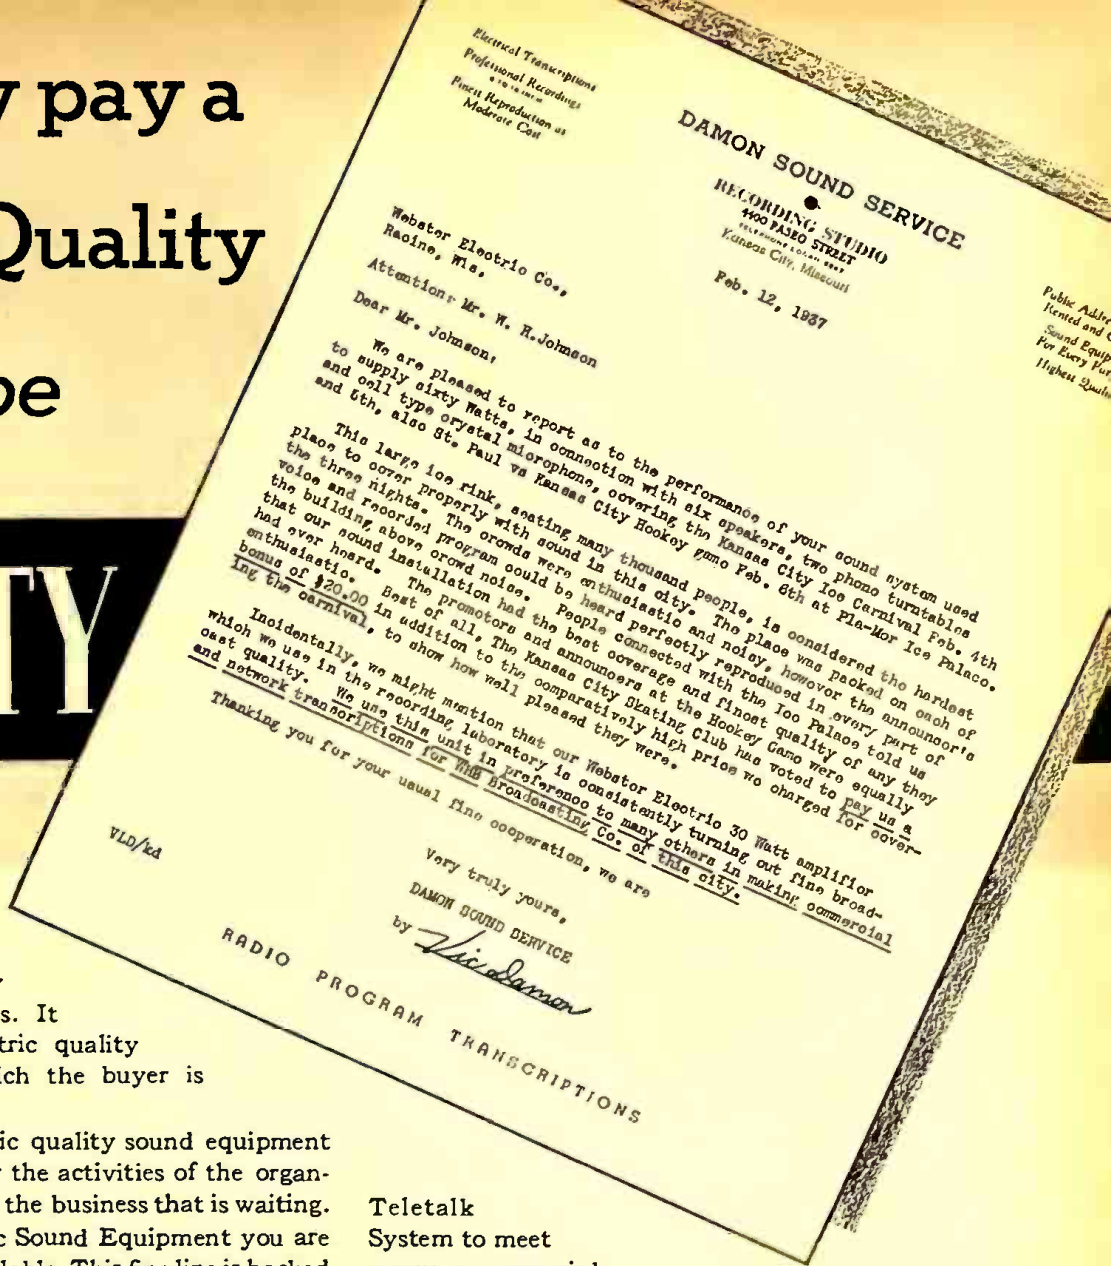 y pay a
Quality
be
TY
Electrical Transcriptions
Professional Recordings
Finest Reproduction at
Moderate Cost
DAMON SOUND SERVICE
RECORDING STUDIO
4400 PASEO STREET
Kansas City, Missouri
Feb. 12, 1937
Public Addre
Rented and
Sound Equip
For Every Pur
Highest Qualit
Webster Electric Co.,
Racine, Wis.
Attention: Mr. W. R. Johnson
Dear Mr. Johnson,
We are pleased to report as to the performance of your sound system used
to supply sixty Watts, in connection with six speakers, two phono turntables
and cell type crystal microphone, covering the Kansas City Ice Carnival Feb. 4th
and 5th, also St. Paul vs Kansas City Hockey game Feb. 6th at Pla-Mor Ice Palace.
This large ice rink, seating many thousand people, is considered the hardest
place to cover properly with sound in this city. The place was packed on each of
the three nights. The crowds were enthusiastic and noisy, however the announcer's
voice and recorded program could be heard perfectly reproduced in every part of
the building above crowd noise. People connected with the Ice Palace told us
that our sound installation had the best coverage and finest quality of any they
had ever heard. The promotors and announcers at the Hockey Game were equally
enthusiastic. Best of all, The Kansas City Skating Club has voted to pay us a
bonus of $20.00 in addition to the comparatively high price we charged for cover-
ing the carnival, to show how well pleased they were.
Incidentally, we might mention that our Webster Electric 30 Watt amplifier
which we use in the recording laboratory is consistently turning out fine broad-
cast quality. We use this unit in preference to many others in making commercial
and network transcriptions for WHB Broadcasting Co. of this city.
Thanking you for your usual fine cooperation, we are
Very truly yours,
DAMON SOUND SERVICE
by Vic Damon
VLD/kd
RADIO PROGRAM TRANSCRIPTIONS
s. It
tric quality
ich the buyer is
ic quality sound equipment
r the activities of the organ-
the business that is waiting.
c Sound Equipment you are
Teletalk
System to meet